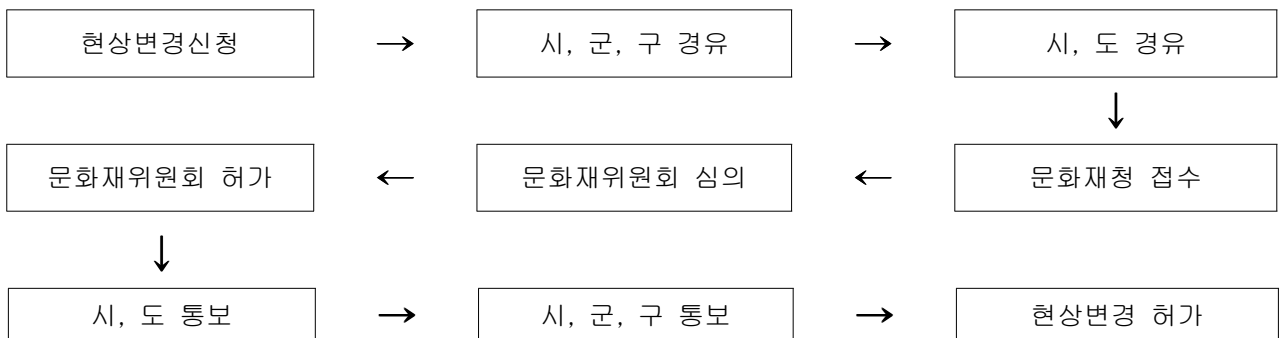 현상변경신청 → 시, 군, 구 경유 → 시, 도 경유
↓
문화재위원회 허가 ← 문화재위원회 심의 ← 문화재청 접수
↓
시, 도 통보 → 시, 군, 구 통보 → 현상변경 허가